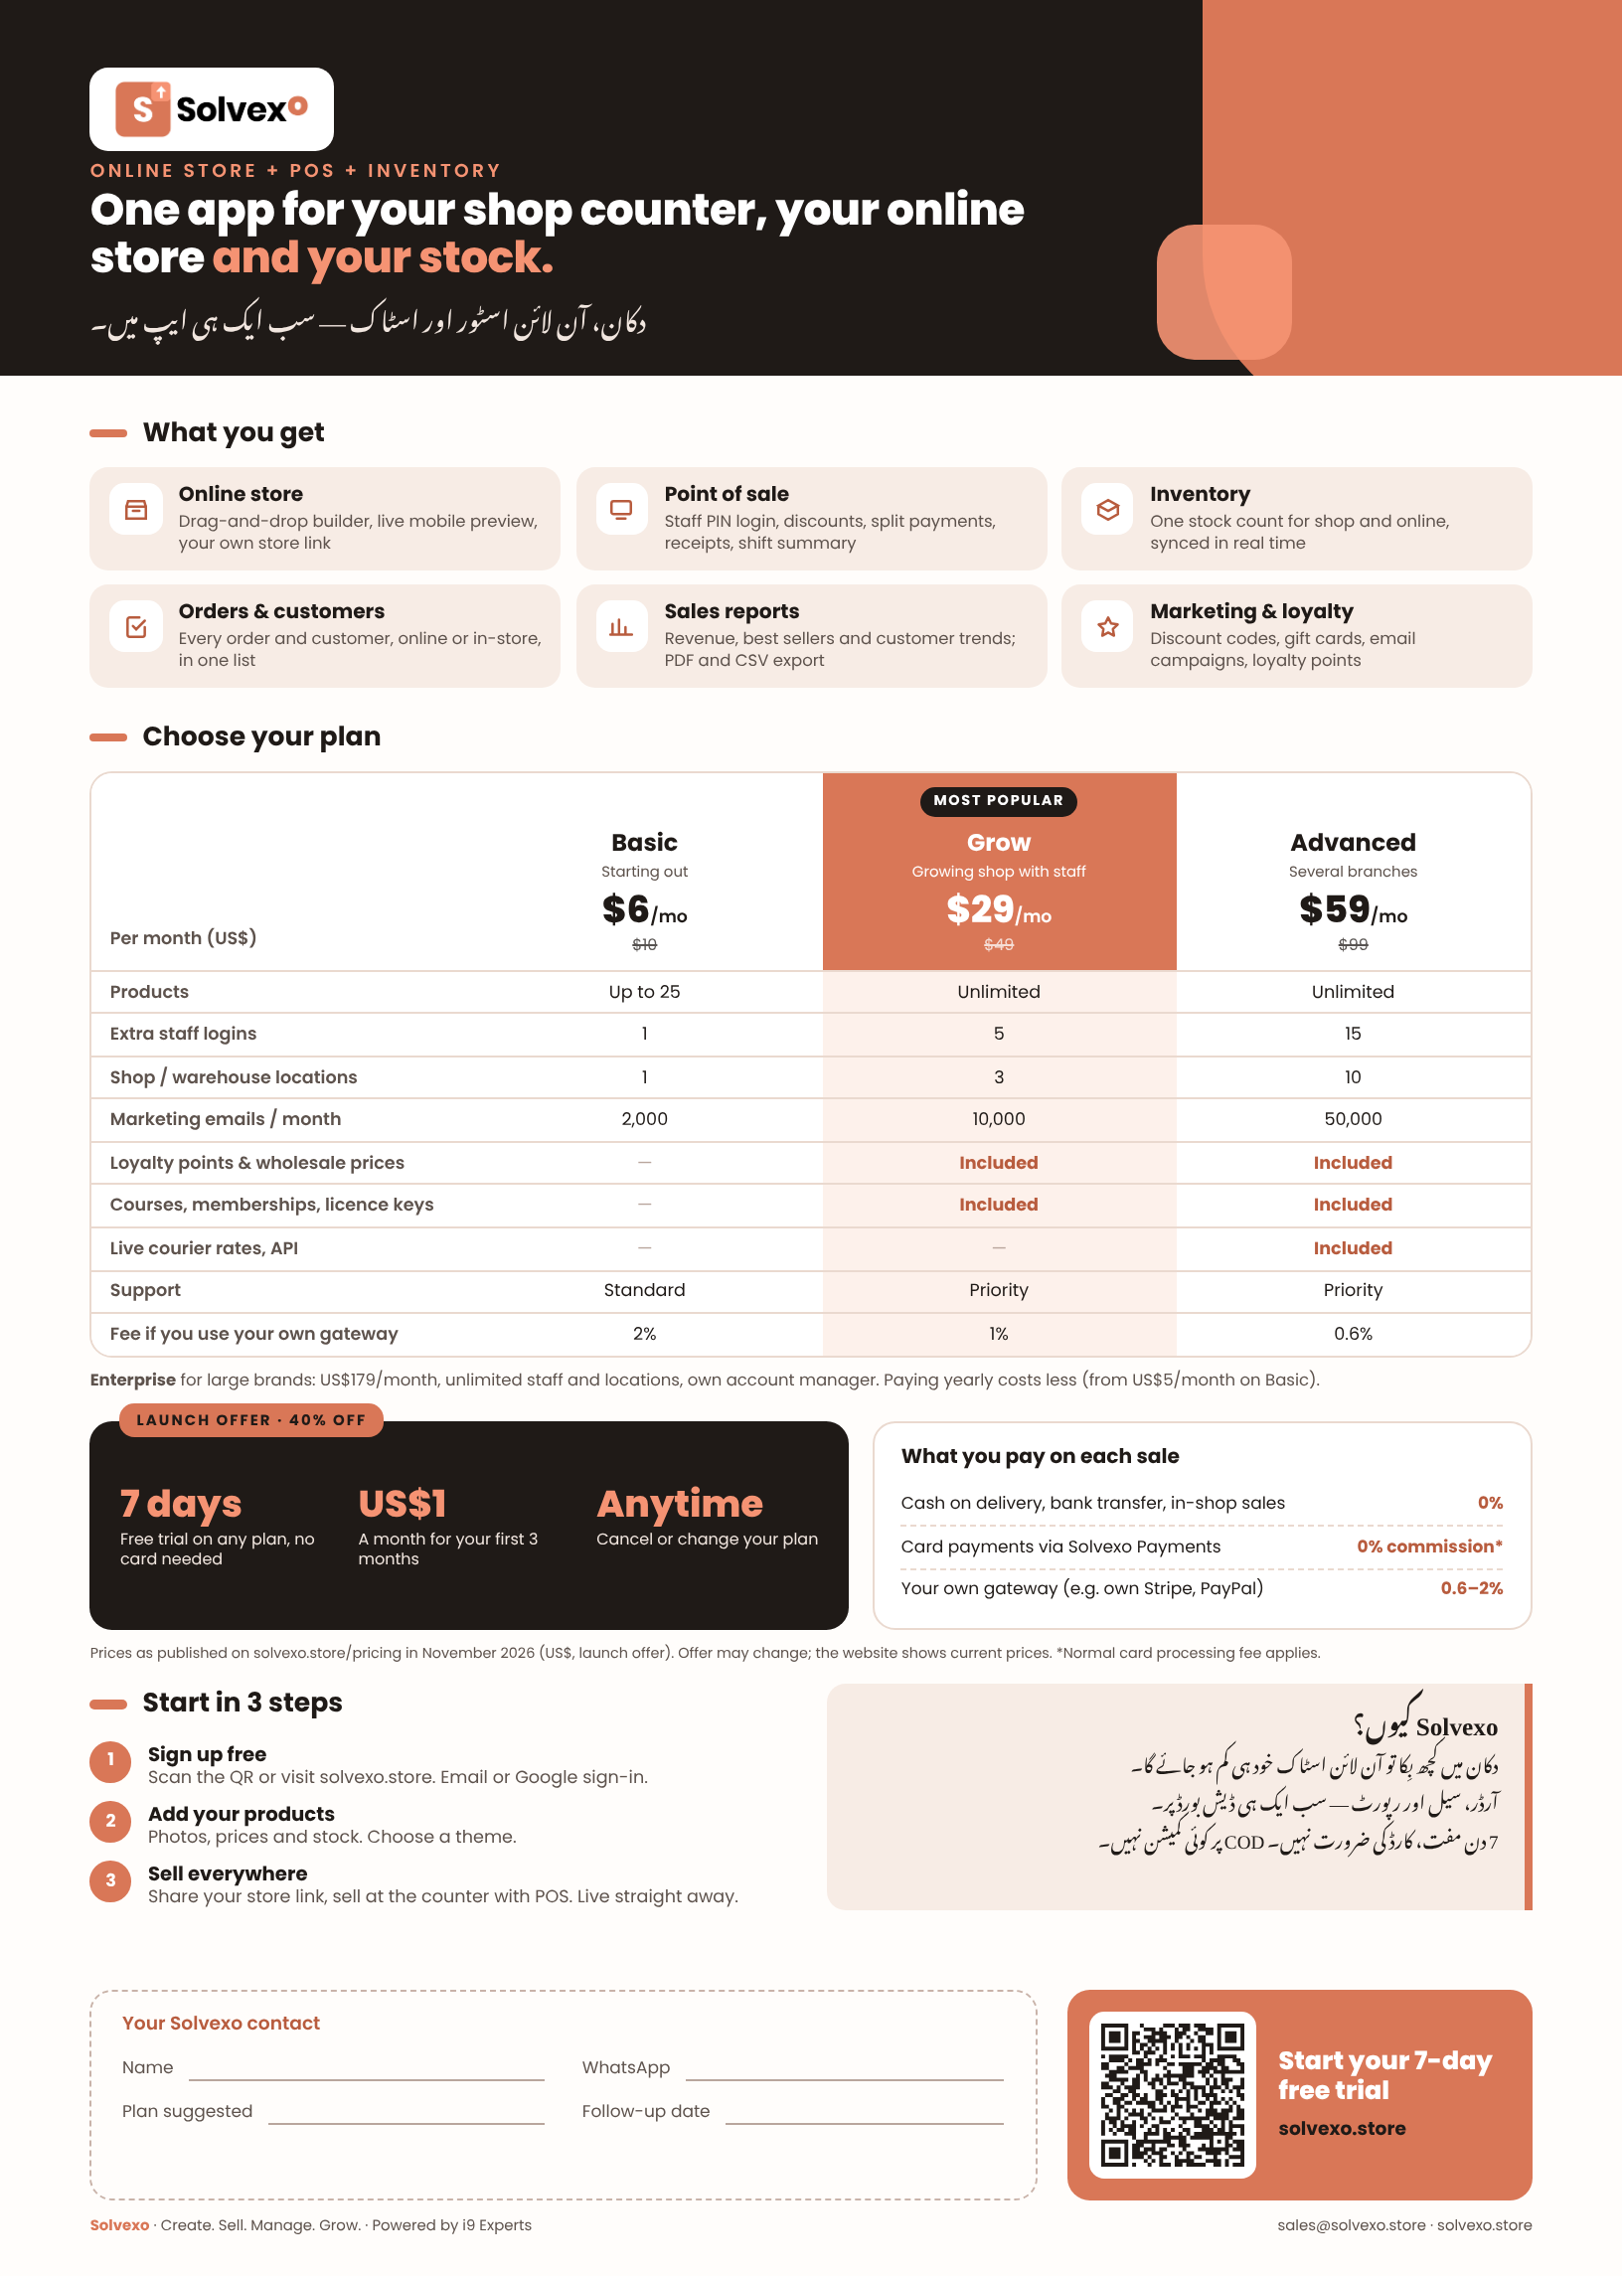 S Solvexo
ONLINE STORE + POS + INVENTORY
One app for your shop counter, your online
store and your stock.
دکان، آن لائن اسٹور اور اسٹاک — سب ایک ہی ایپ میں۔
What you get
Online store
Drag-and-drop builder, live mobile preview,
your own store link
Point of sale
Staff PIN login, discounts, split payments,
receipts, shift summary
Inventory
One stock count for shop and online,
synced in real time
Orders & customers
Every order and customer, online or in-store,
in one list
Sales reports
Revenue, best sellers and customer trends;
PDF and CSV export
Marketing & loyalty
Discount codes, gift cards, email
campaigns, loyalty points
Choose your plan
MOST POPULAR
Basic Grow Advanced
Starting out Growing shop with staff Several branches
Per month (US$) $6/mo $29/mo $59/mo
$10 $49 $99
Products Up to 25 Unlimited Unlimited
Extra staff logins 1 5 15
Shop / warehouse locations 1 3 10
Marketing emails / month 2,000 10,000 50,000
Loyalty points & wholesale prices — Included Included
Courses, memberships, licence keys — Included Included
Live courier rates, API — — Included
Support Standard Priority Priority
Fee if you use your own gateway 2% 1% 0.6%
Enterprise for large brands: US$179/month, unlimited staff and locations, own account manager. Paying yearly costs less (from US$5/month on Basic).
LAUNCH OFFER · 40% OFF
7 days
Free trial on any plan, no
card needed
US$1
A month for your first 3
months
Anytime
Cancel or change your plan
What you pay on each sale
Cash on delivery, bank transfer, in-shop sales 0%
Card payments via Solvexo Payments 0% commission*
Your own gateway (e.g. own Stripe, PayPal) 0.6–2%
Prices as published on solvexo.store/pricing in November 2026 (US$, launch offer). Offer may change; the website shows current prices. *Normal card processing fee applies.
Start in 3 steps
1 Sign up free
Scan the QR or visit solvexo.store. Email or Google sign-in.
2 Add your products
Photos, prices and stock. Choose a theme.
3 Sell everywhere
Share your store link, sell at the counter with POS. Live straight away.
Solvexo کیوں؟
دکان میں کچھ بِکا تو آن لائن اسٹاک خود ہی کم ہو جائے گا۔
آرڈر، سیل اور رپورٹ — سب ایک ہی ڈیش بورڈ پر۔
7 دن مفت، کارڈ کی ضرورت نہیں۔ COD پر کوئی کمیشن نہیں۔
Your Solvexo contact
Name WhatsApp
Plan suggested Follow-up date
Start your 7-day
free trial
solvexo.store
Solvexo · Create. Sell. Manage. Grow. · Powered by i9 Experts
sales@solvexo.store · solvexo.store